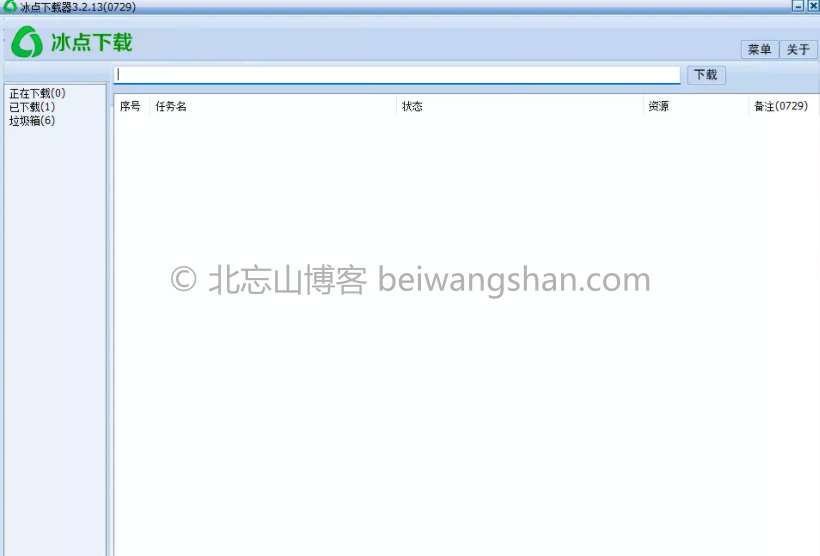 冰点下载器3.2.13(0729)
冰点下载
菜单 关于
下载
正在下载(0)
已下载(1)
垃圾箱(6)
序号 任务名 状态 资源 备注(0729)
© 北忘山博客 beiwangshan.com